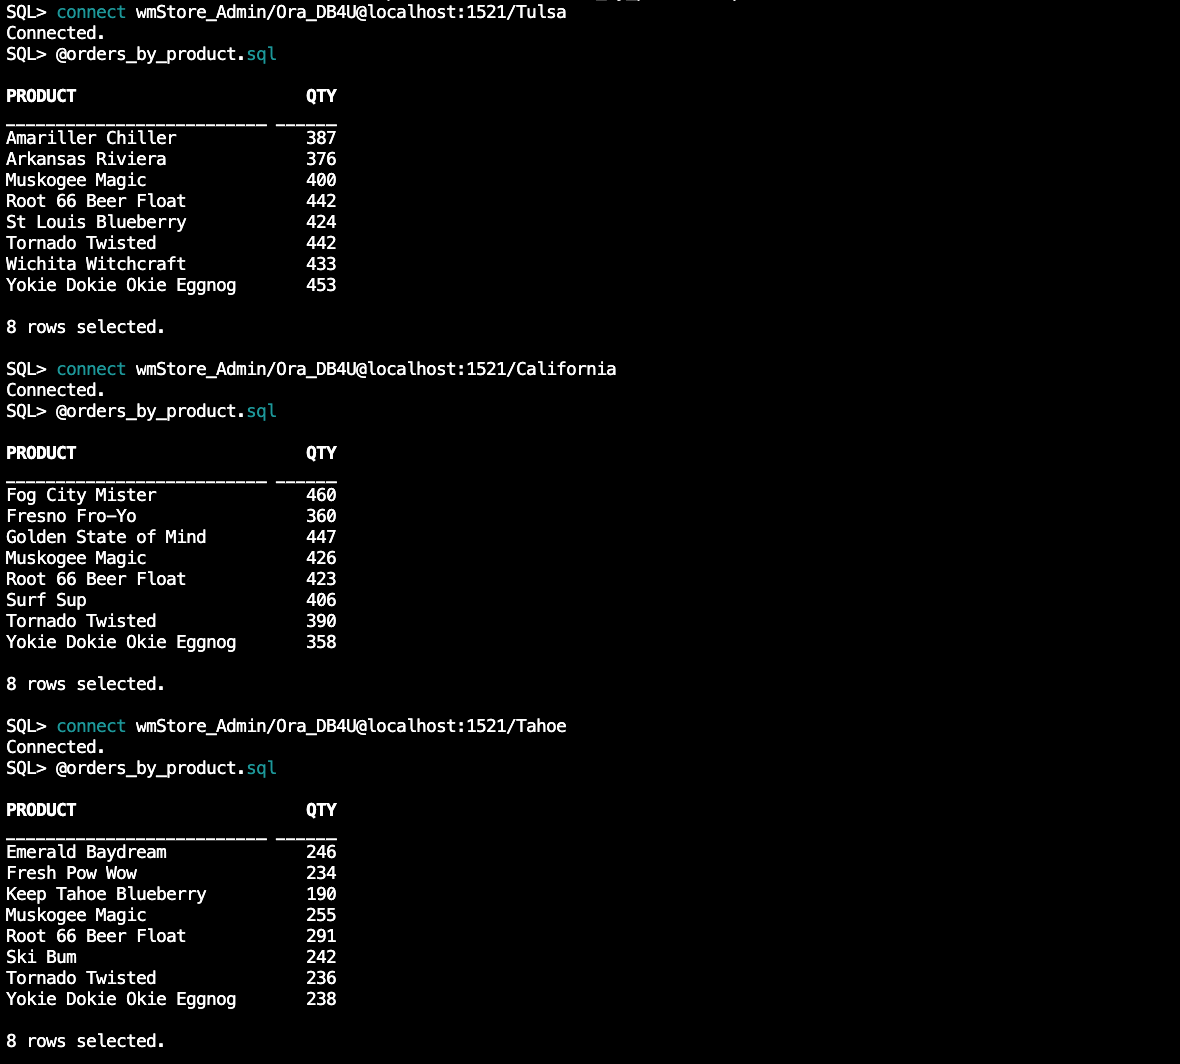 SQL> connect wmStore_Admin/Ora_DB4U@localhost:1521/Tulsa
Connected.
SQL> @orders_by_product.sql
PRODUCT QTY
__________________________ ______
Amariller Chiller 387
Arkansas Riviera 376
Muskogee Magic 400
Root 66 Beer Float 442
St Louis Blueberry 424
Tornado Twisted 442
Wichita Witchcraft 433
Yokie Dokie Okie Eggnog 453
8 rows selected.
SQL> connect wmStore_Admin/Ora_DB4U@localhost:1521/California
Connected.
SQL> @orders_by_product.sql
PRODUCT QTY
__________________________ ______
Fog City Mister 460
Fresno Fro-Yo 360
Golden State of Mind 447
Muskogee Magic 426
Root 66 Beer Float 423
Surf Sup 406
Tornado Twisted 390
Yokie Dokie Okie Eggnog 358
8 rows selected.
SQL> connect wmStore_Admin/Ora_DB4U@localhost:1521/Tahoe
Connected.
SQL> @orders_by_product.sql
PRODUCT QTY
__________________________ ______
Emerald Baydream 246
Fresh Pow Wow 234
Keep Tahoe Blueberry 190
Muskogee Magic 255
Root 66 Beer Float 291
Ski Bum 242
Tornado Twisted 236
Yokie Dokie Okie Eggnog 238
8 rows selected.